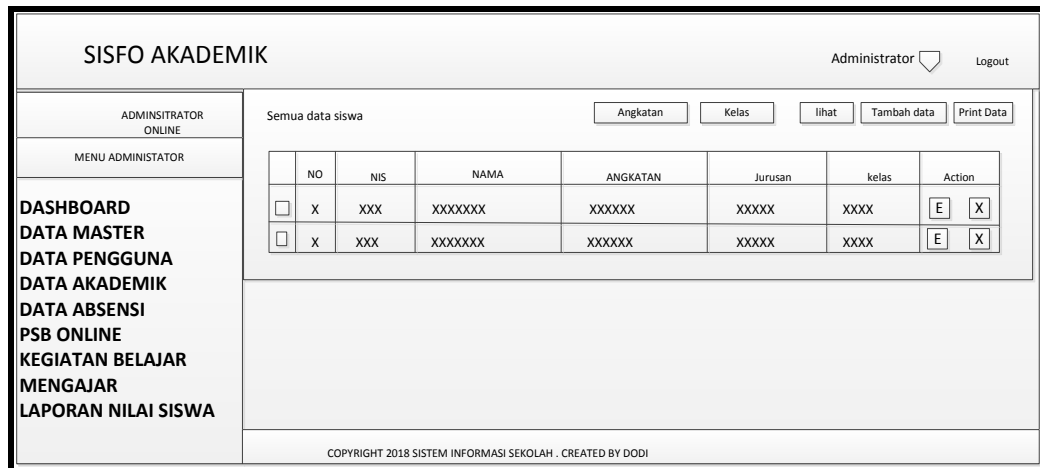 SISFO AKADEMIK
Administrator
Logout
ADMINSITRATOR
ONLINE
MENU ADMINISTATOR
DASHBOARD
DATA MASTER
DATA PENGGUNA
DATA AKADEMIK
DATA ABSENSI
PSB ONLINE
KEGIATAN BELAJAR
MENGAJAR
LAPORAN NILAI SISWA
Semua data siswa
Angkatan
Kelas
lihat
Tambah data
Print Data
NO NIS NAMA ANGKATAN Jurusan kelas Action
X XXX XXXXXXX XXXXXX XXXXX XXXX E X
X XXX XXXXXXX XXXXXX XXXXX XXXX E X
COPYRIGHT 2018 SISTEM INFORMASI SEKOLAH . CREATED BY DODI